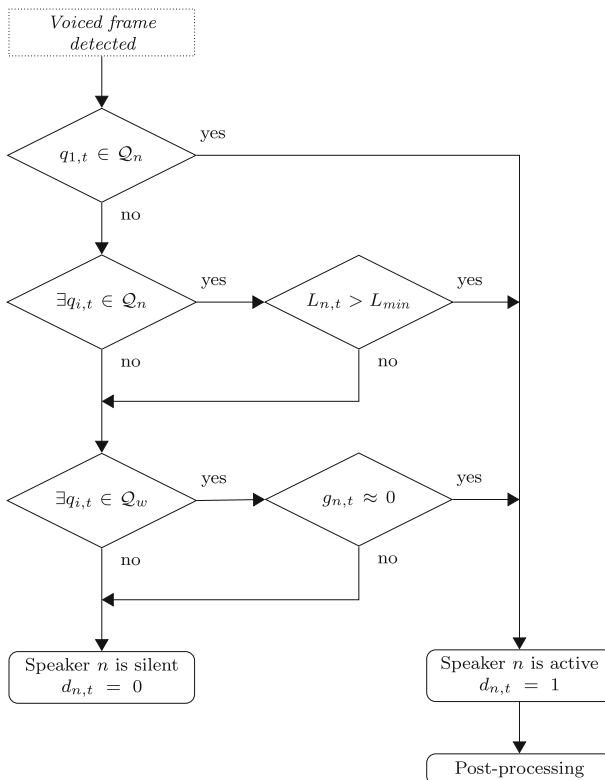 Voiced frame
detected
yes
q₁,ₜ ∈ 𝒬ₙ
no
yes
yes
∃qᵢ,ₜ ∈ 𝒬ₙ
Lₙ,ₜ > Lₘᵢₙ
no
no
yes
yes
∃qᵢ,ₜ ∈ 𝒬_w
gₙ,ₜ ≈ 0
no
no
Speaker n is silent
dₙ,ₜ = 0
Speaker n is active
dₙ,ₜ = 1
Post-processing